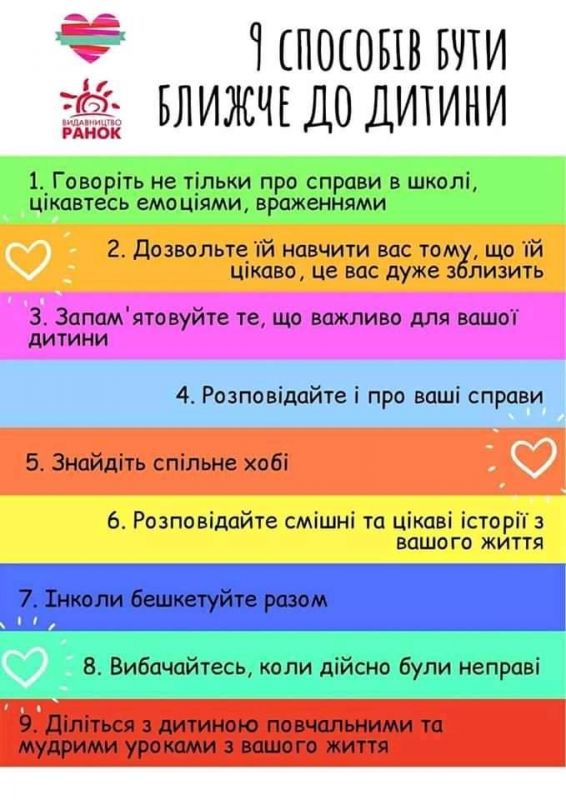 9 СПОСОБІВ БУТИ
БЛИЖЧЕ ДО ДИТИНИ
ВИДАВНИЦТВО
РАНОК
1. Говоріть не тільки про справи в школі,
цікавтесь емоціями, враженнями
2. Дозвольте їй навчити вас тому, що їй
цікаво, це вас дуже зблизить
3. Запам'ятовуйте те, що важливо для вашої
дитини
4. Розповідайте і про ваші справи
5. Знайдіть спільне хобі
6. Розповідайте смішні та цікаві історії з
вашого життя
7. Інколи бешкетуйте разом
8. Вибачайтесь, коли дійсно були неправі
9. Діліться з дитиною повчальними та
мудрими уроками з вашого життя